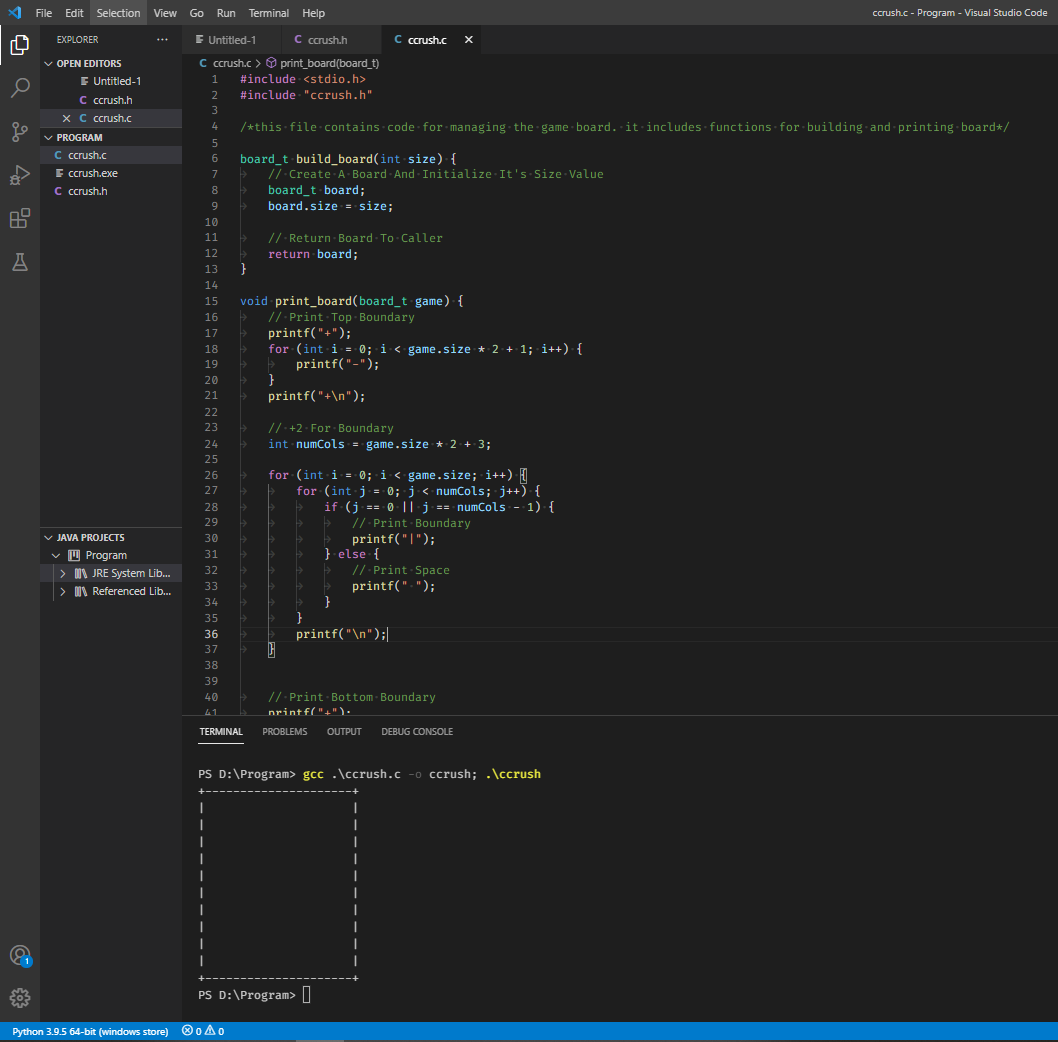 File Edit Selection View Go Run Terminal Help ccrush.c - Program - Visual Studio Code
EXPLORER ...
OPEN EDITORS
Untitled-1
C ccrush.h
× C ccrush.c
PROGRAM
C ccrush.c
ccrush.exe
C ccrush.h
JAVA PROJECTS
Program
JRE System Lib...
Referenced Lib...
1
Untitled-1 C ccrush.h C ccrush.c ×
C ccrush.c > print_board(board_t)
1 #include <stdio.h>
2 #include "ccrush.h"
3
4 /*this file contains code for managing the game board. it includes functions for building and printing board*/
5
6 board_t build_board(int size) {
7 // Create A Board And Initialize It's Size Value
8 board_t board;
9 board.size = size;
10
11 // Return Board To Caller
12 return board;
13 }
14
15 void print_board(board_t game) {
16 // Print Top Boundary
17 printf("+");
18 for (int i = 0; i < game.size * 2 + 1; i++) {
19 printf("-");
20 }
21 printf("+\n");
22
23 // +2 For Boundary
24 int numCols = game.size * 2 + 3;
25
26 for (int i = 0; i < game.size; i++) {
27 for (int j = 0; j < numCols; j++) {
28 if (j == 0 || j == numCols - 1) {
29 // Print Boundary
30 printf("|");
31 } else {
32 // Print Space
33 printf(" ");
34 }
35 }
36 printf("\n");
37 }
38
39
40 // Print Bottom Boundary
41 printf("+");
TERMINAL PROBLEMS OUTPUT DEBUG CONSOLE
PS D:\Program> gcc .\ccrush.c -o ccrush; .\ccrush
+---------------------+
| |
| |
| |
| |
| |
| |
| |
| |
| |
| |
+---------------------+
PS D:\Program>
Python 3.9.5 64-bit (windows store) 0 0